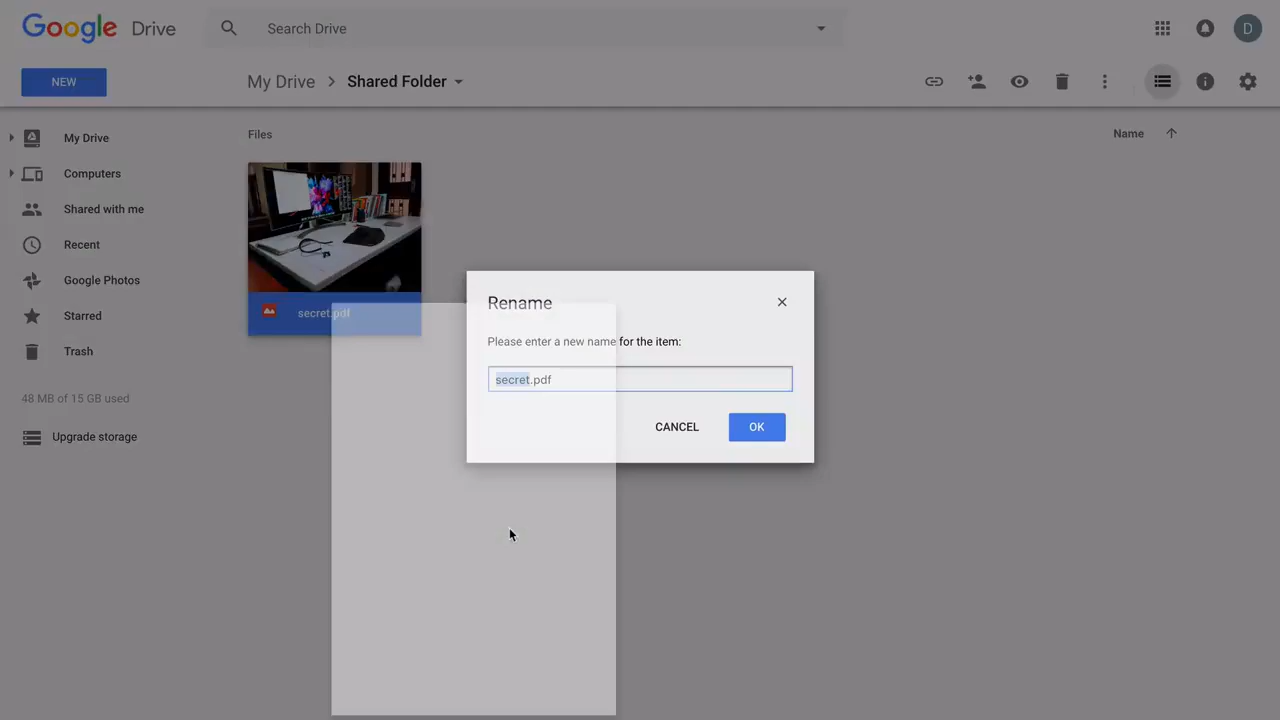 Google Drive
Search Drive
D
NEW
My Drive > Shared Folder
Files
Name
My Drive
Computers
Shared with me
Recent
Google Photos
Starred
Trash
48 MB of 15 GB used
Upgrade storage
secret.pdf
Rename
Please enter a new name for the item:
secret.pdf
CANCEL
OK